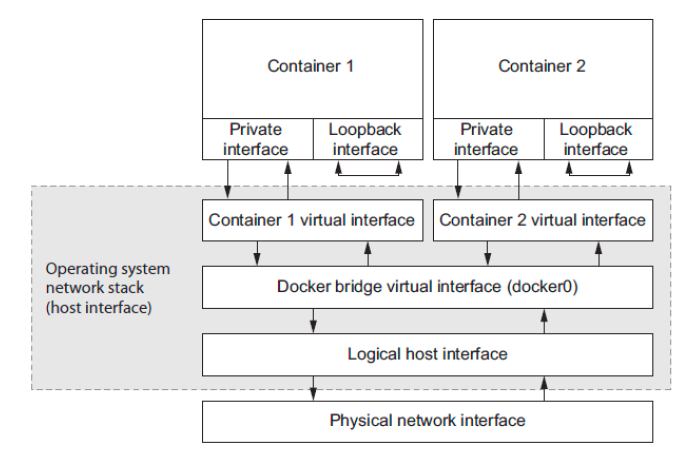 Container 1
Container 2
Private
interface
Loopback
interface
Private
interface
Loopback
interface
Container 1 virtual interface
Container 2 virtual interface
Operating system
network stack
(host interface)
Docker bridge virtual interface (docker0)
Logical host interface
Physical network interface